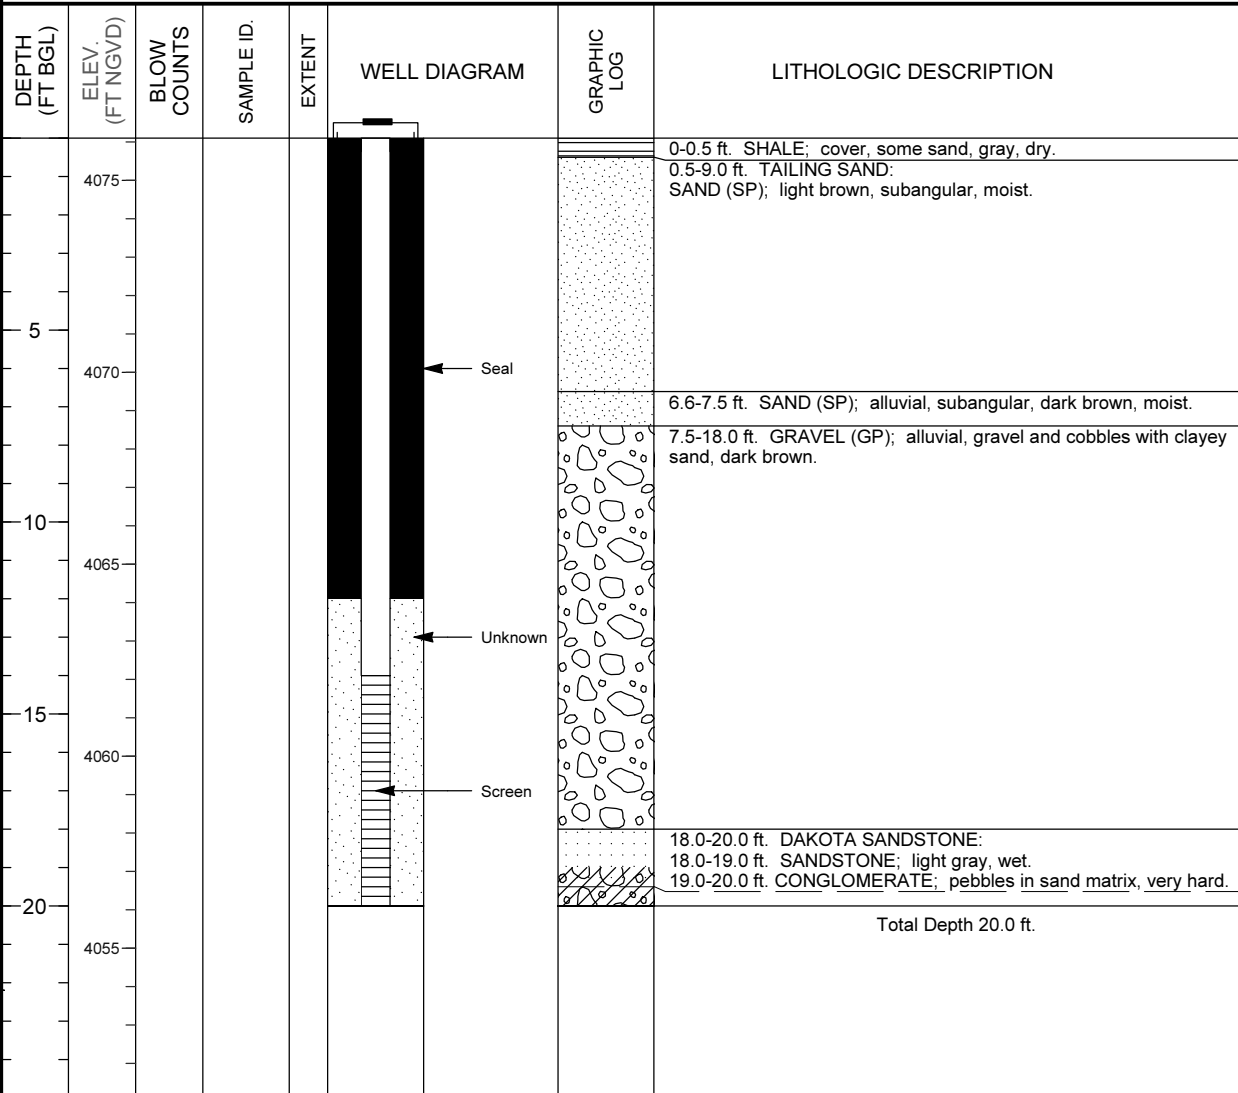 DEPTH
(FT BGL)
ELEV.
(FT NGVD)
BLOW
COUNTS
SAMPLE ID.
EXTENT
WELL DIAGRAM
GRAPHIC
LOG
LITHOLOGIC DESCRIPTION
0-0.5 ft. SHALE; cover, some sand, gray, dry.
0.5-9.0 ft. TAILING SAND:
SAND (SP); light brown, subangular, moist.
4075
5
Seal
4070
6.6-7.5 ft. SAND (SP); alluvial, subangular, dark brown, moist.
7.5-18.0 ft. GRAVEL (GP); alluvial, gravel and cobbles with clayey
sand, dark brown.
10
4065
Unknown
15
4060
Screen
18.0-20.0 ft. DAKOTA SANDSTONE:
18.0-19.0 ft. SANDSTONE; light gray, wet.
19.0-20.0 ft. CONGLOMERATE; pebbles in sand matrix, very hard.
20
Total Depth 20.0 ft.
4055